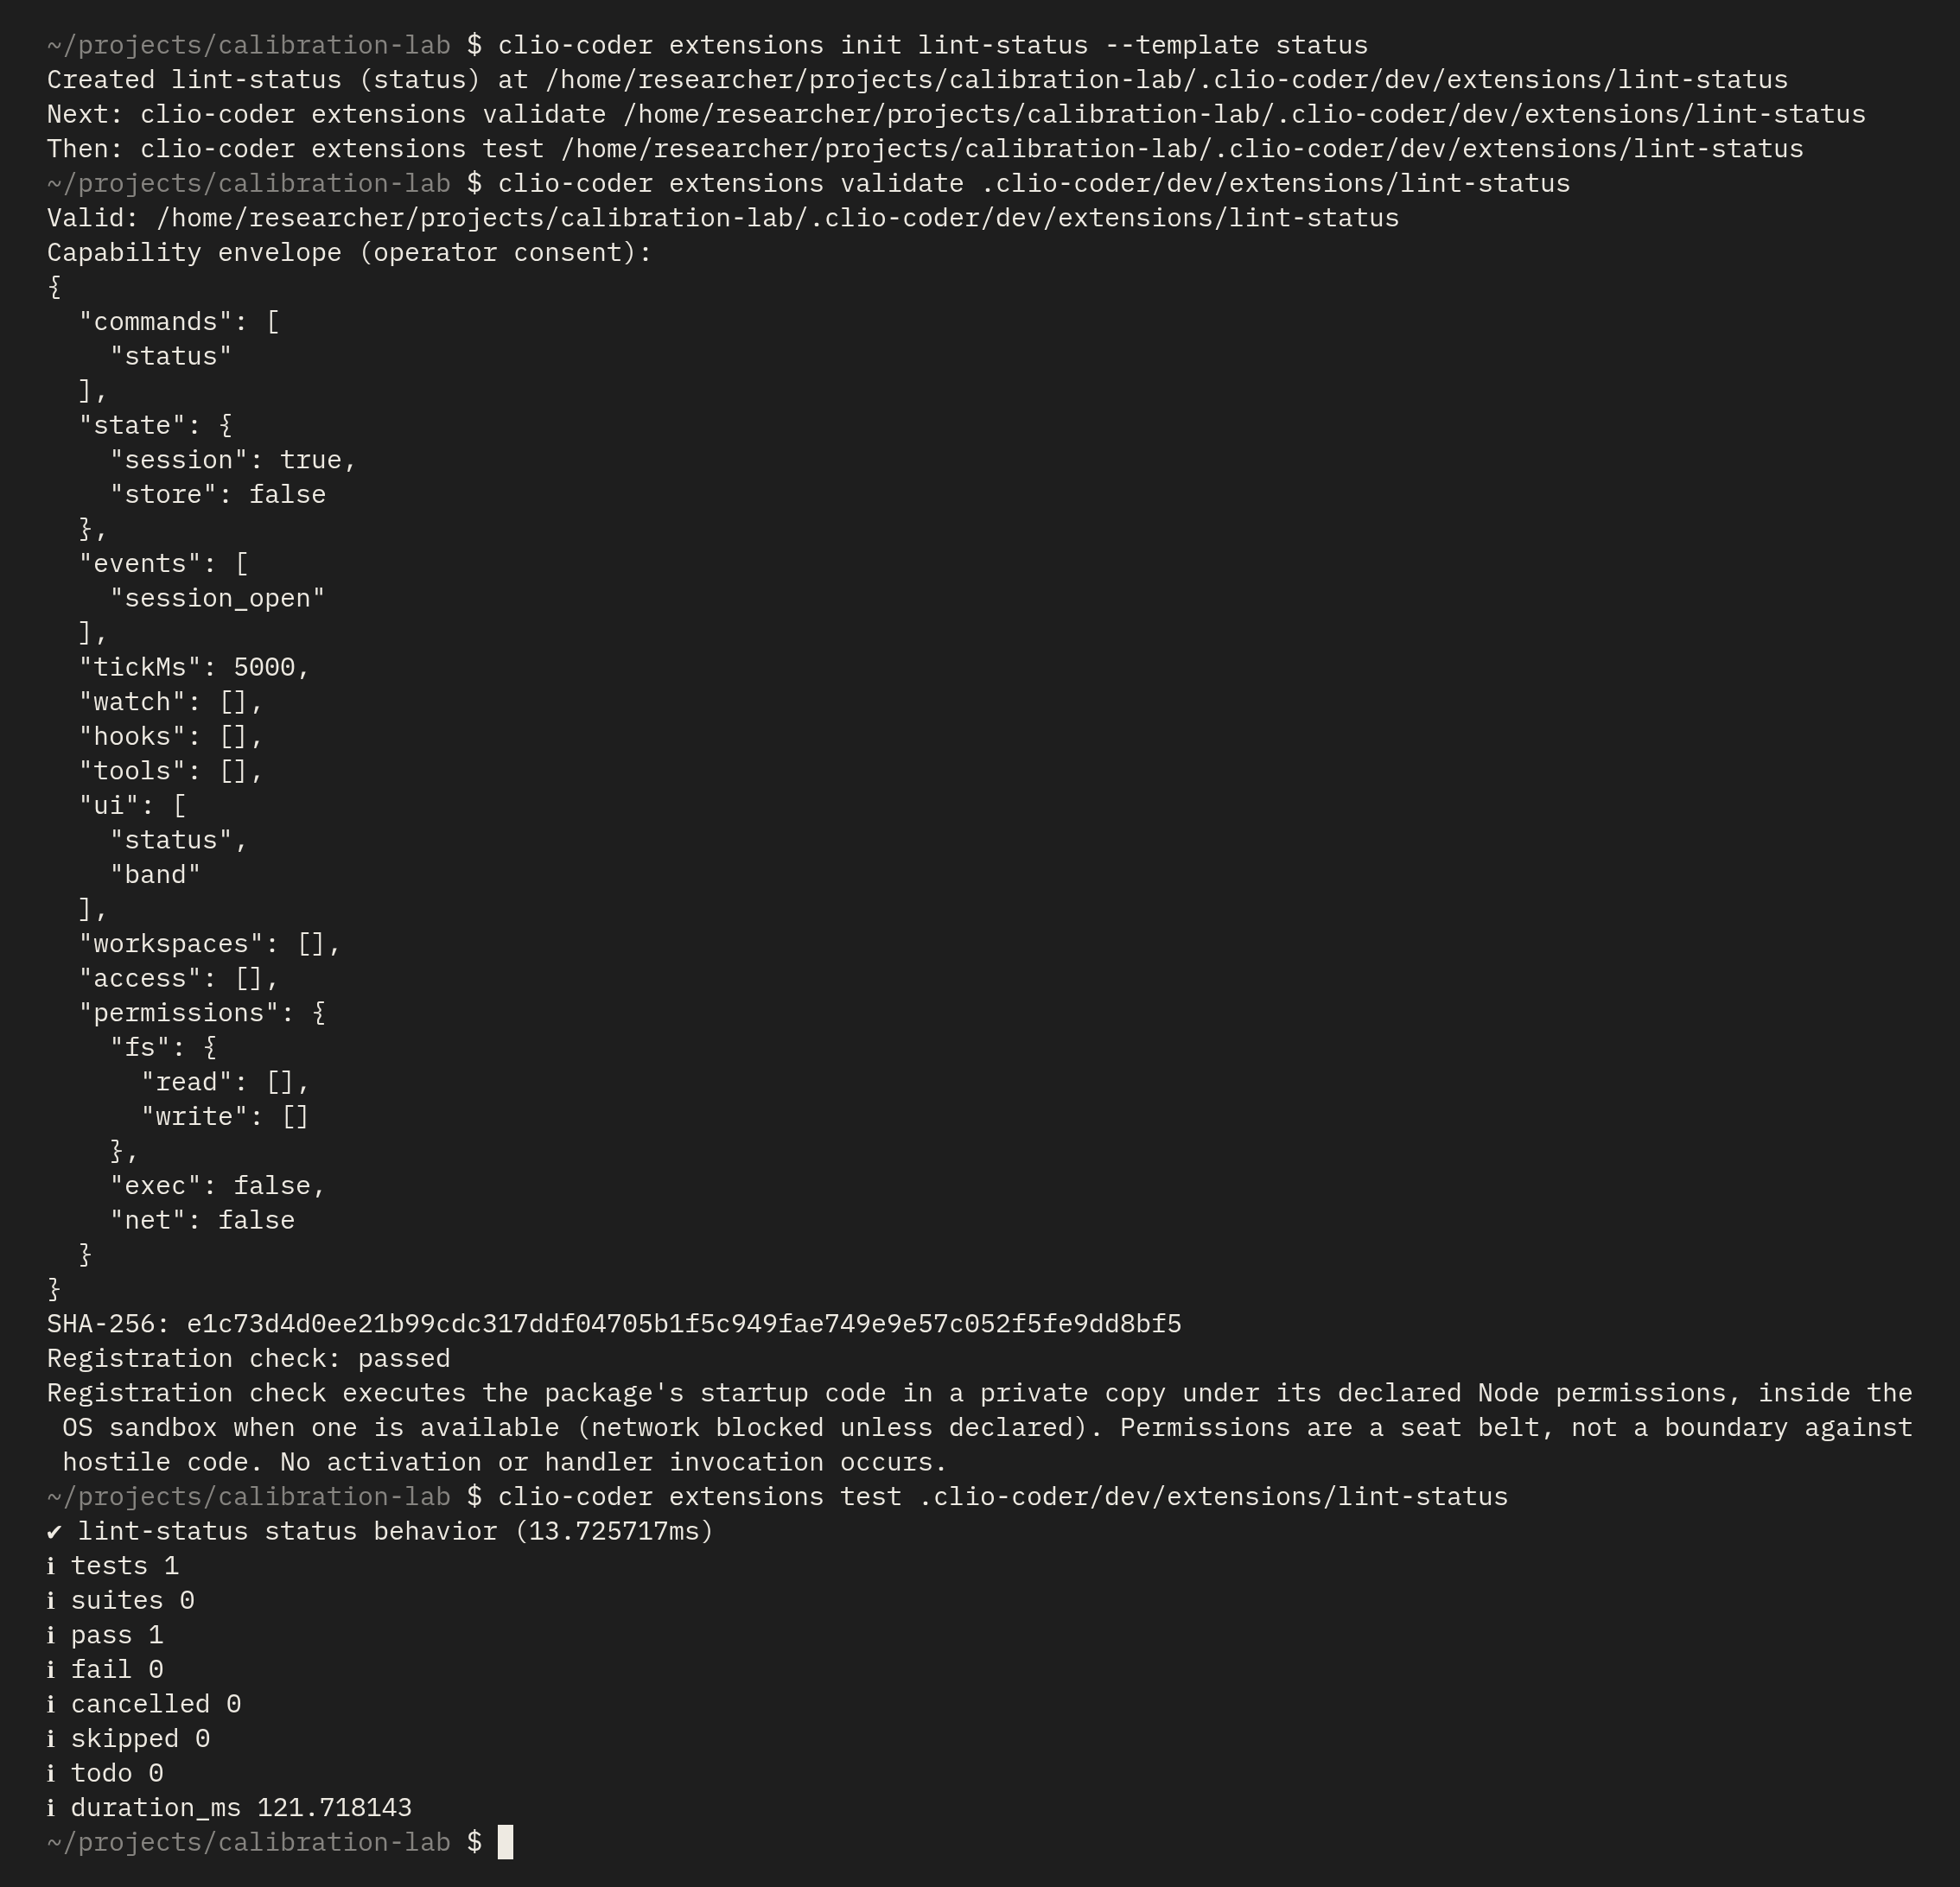 ~/projects/calibration-lab $ clio-coder extensions init lint-status --template status
Created lint-status (status) at /home/researcher/projects/calibration-lab/.clio-coder/dev/extensions/lint-status
Next: clio-coder extensions validate /home/researcher/projects/calibration-lab/.clio-coder/dev/extensions/lint-status
Then: clio-coder extensions test /home/researcher/projects/calibration-lab/.clio-coder/dev/extensions/lint-status
~/projects/calibration-lab $ clio-coder extensions validate .clio-coder/dev/extensions/lint-status
Valid: /home/researcher/projects/calibration-lab/.clio-coder/dev/extensions/lint-status
Capability envelope (operator consent):
{
  "commands": [
    "status"
  ],
  "state": {
    "session": true,
    "store": false
  },
  "events": [
    "session_open"
  ],
  "tickMs": 5000,
  "watch": [],
  "hooks": [],
  "tools": [],
  "ui": [
    "status",
    "band"
  ],
  "workspaces": [],
  "access": [],
  "permissions": {
    "fs": {
      "read": [],
      "write": []
    },
    "exec": false,
    "net": false
  }
}
SHA-256: e1c73d4d0ee21b99cdc317ddf04705b1f5c949fae749e9e57c052f5fe9dd8bf5
Registration check: passed
Registration check executes the package's startup code in a private copy under its declared Node permissions, inside the
 OS sandbox when one is available (network blocked unless declared). Permissions are a seat belt, not a boundary against
 hostile code. No activation or handler invocation occurs.
~/projects/calibration-lab $ clio-coder extensions test .clio-coder/dev/extensions/lint-status
✔ lint-status status behavior (13.725717ms)
ℹ tests 1
ℹ suites 0
ℹ pass 1
ℹ fail 0
ℹ cancelled 0
ℹ skipped 0
ℹ todo 0
ℹ duration_ms 121.718143
~/projects/calibration-lab $